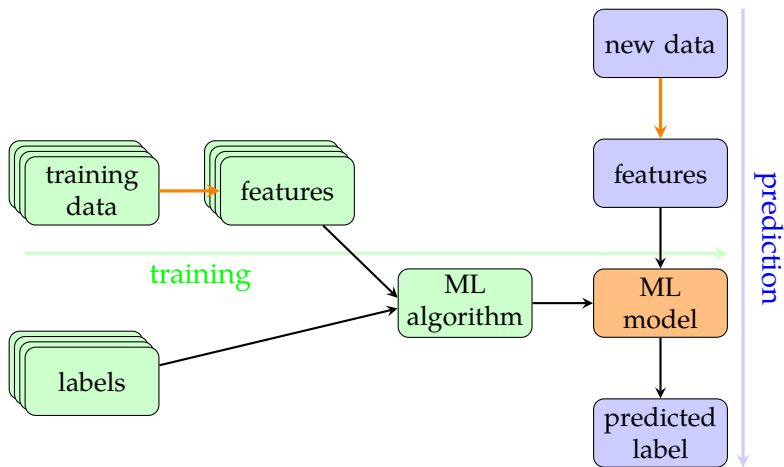 new data
training
data
features
features
prediction
training
ML
algorithm
ML
model
labels
predicted
label